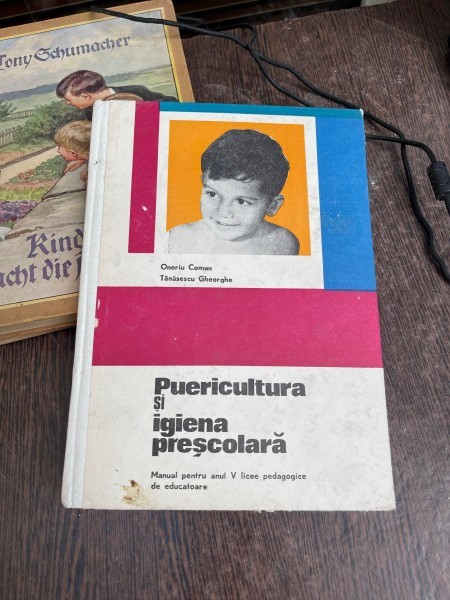 Tony Schumacher
Kind
acht die
Onoriu Coman
Tănăsescu Gheorghe
Puericultura
și
igiena
preșcolară
Manual pentru anul V licee pedagogice
de educatoare